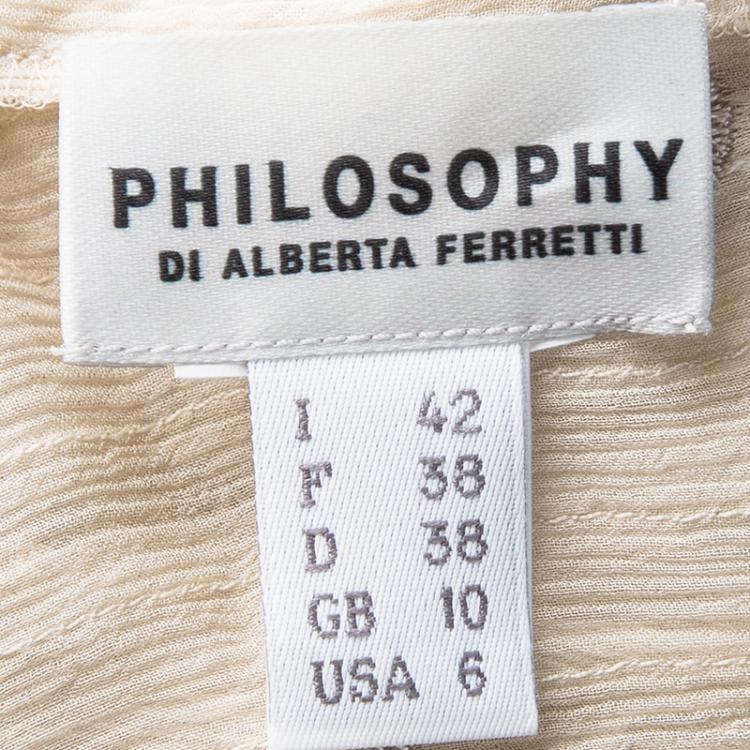 PHILOSOPHY
DI ALBERTA FERRETTI
I 42
F 38
D 38
GB 10
USA 6